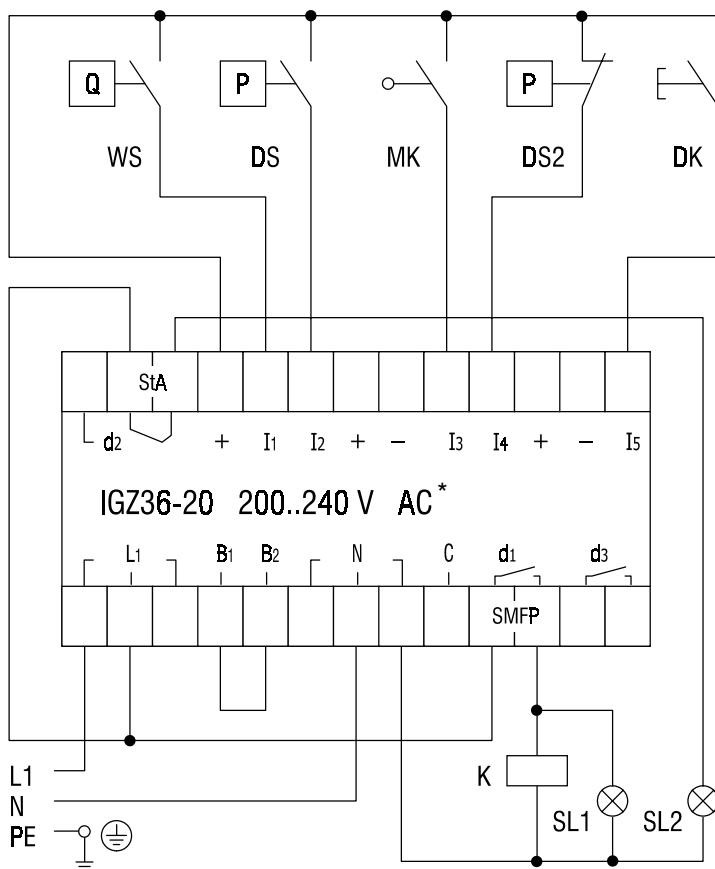 Q P P
WS DS MK DS2 DK
StA
d2 + I1 I2 + − I3 I4 + − I5
IGZ36-20 200..240 V AC*
L1 B1 B2 N C d1 d3
SMFP
L1
N
PE
K
SL1 SL2